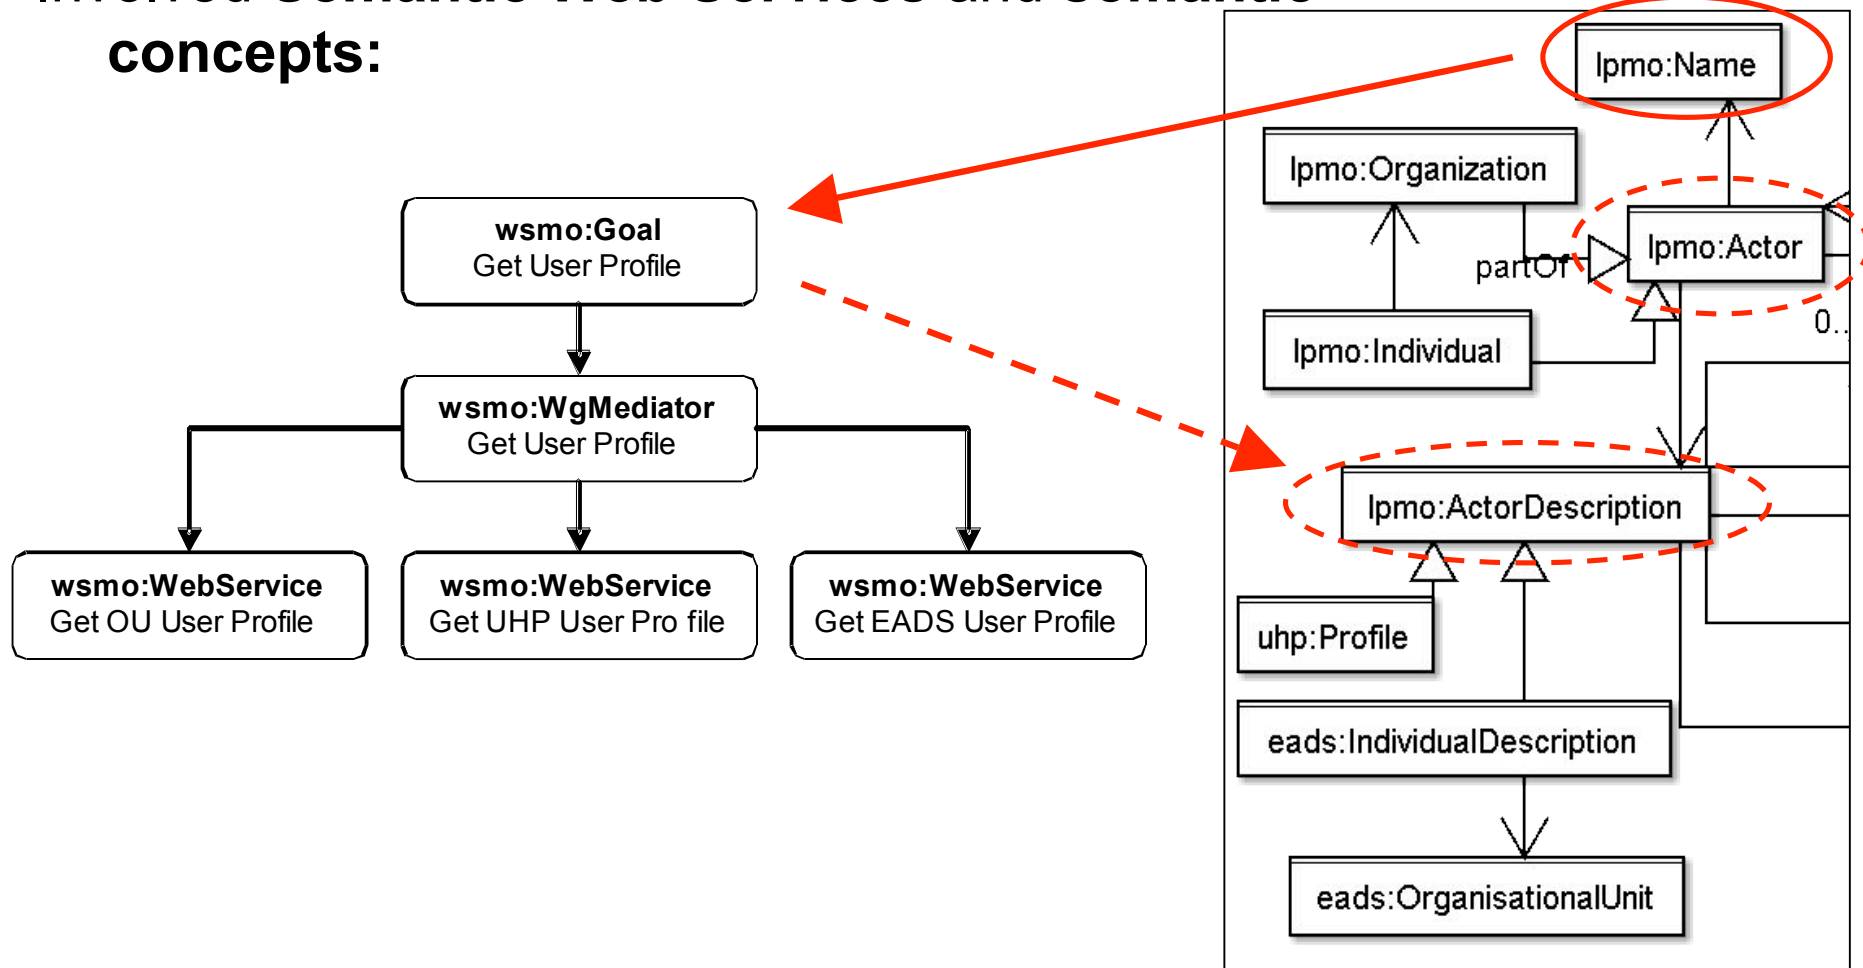 concepts:
lpmo:Name
lpmo:Organization
wsmo:Goal
Get User Profile
lpmo:Actor
partOf
0..
lpmo:Individual
wsmo:WgMediator
Get User Profile
lpmo:ActorDescription
wsmo:WebService
Get OU User Profile
wsmo:WebService
Get UHP User Pro file
wsmo:WebService
Get EADS User Profile
uhp:Profile
eads:IndividualDescription
eads:OrganisationalUnit